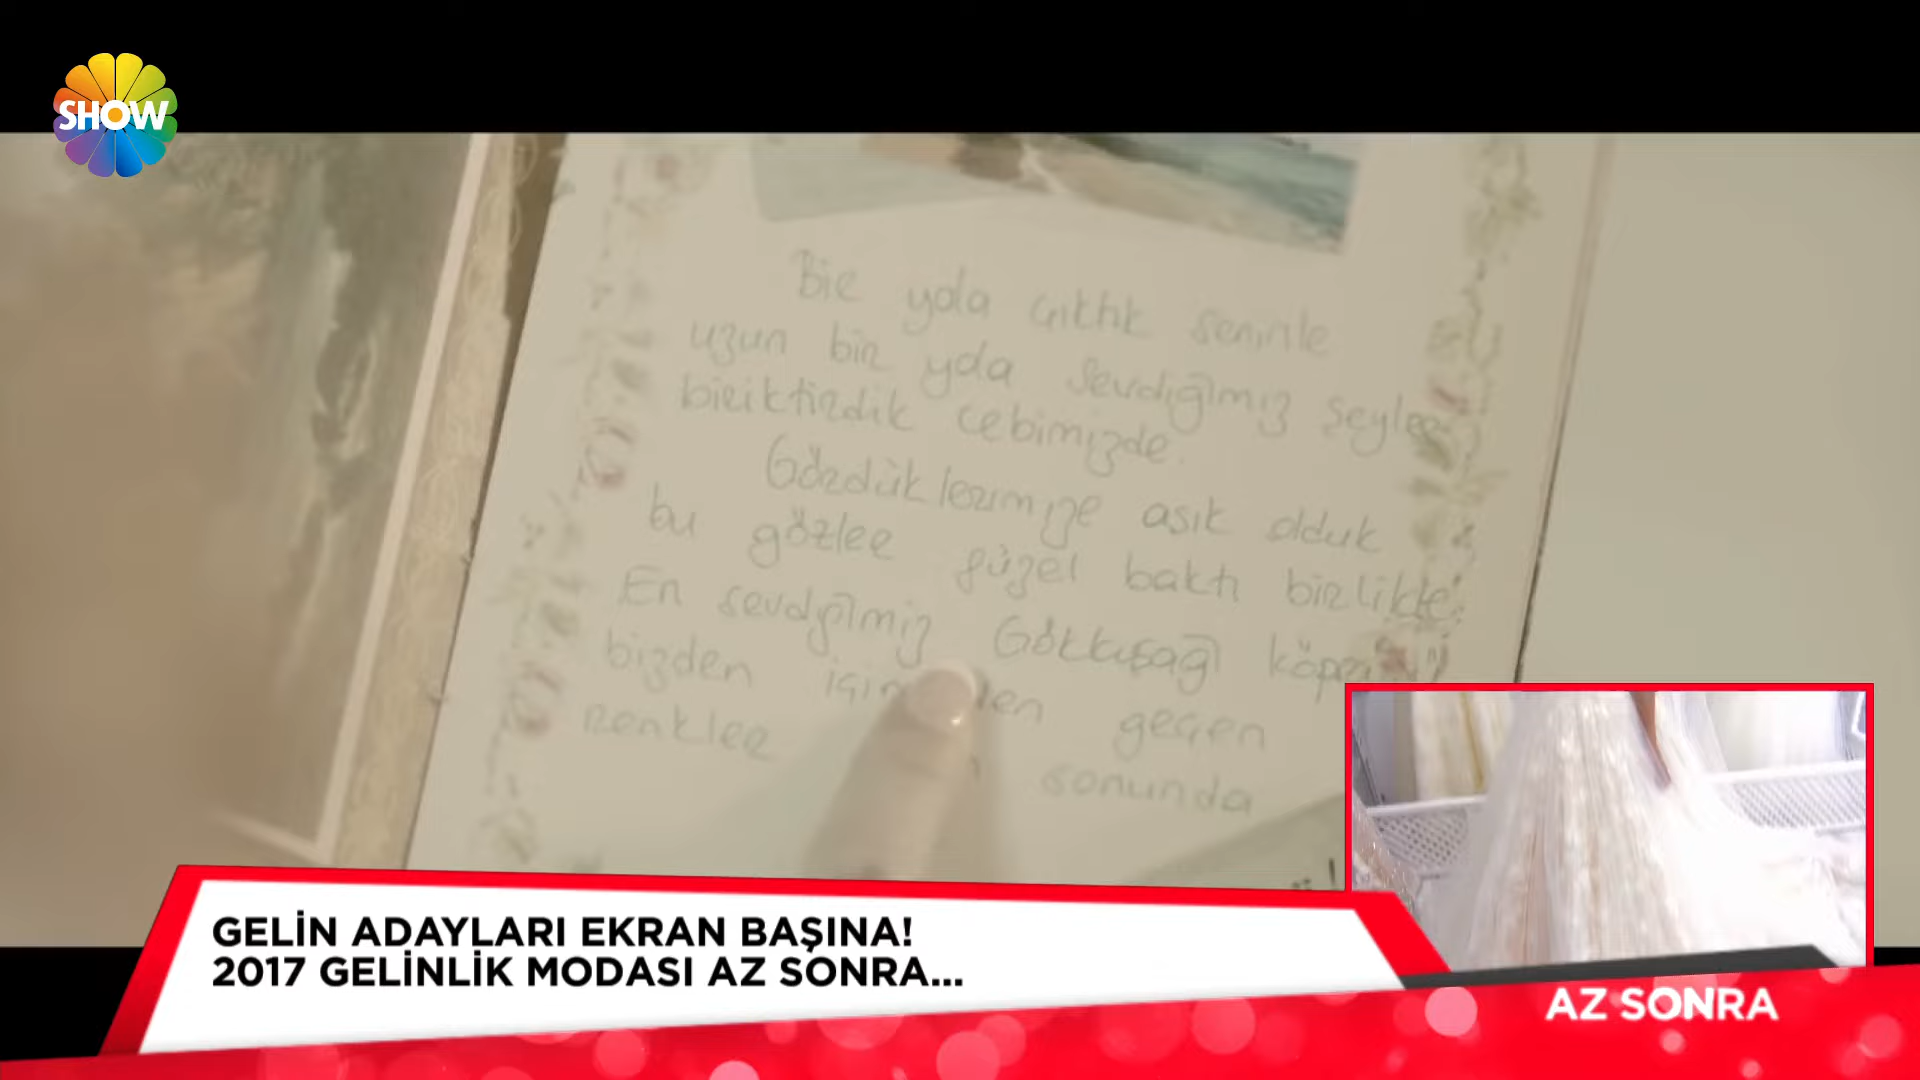 SHOW
Bir yola çıktık seninle
uzun bir yola sevdiğimiz şeyler
biriktirdik cebimizde.
Gördüklerimize aşık olduk
bu gözler güzel baktı birlikte.
En sevdiğimiz Gökkuşağı
bizden geçen
renkler sonunda
GELİN ADAYLARI EKRAN BAŞINA!
2017 GELİNLİK MODASI AZ SONRA...
AZ SONRA